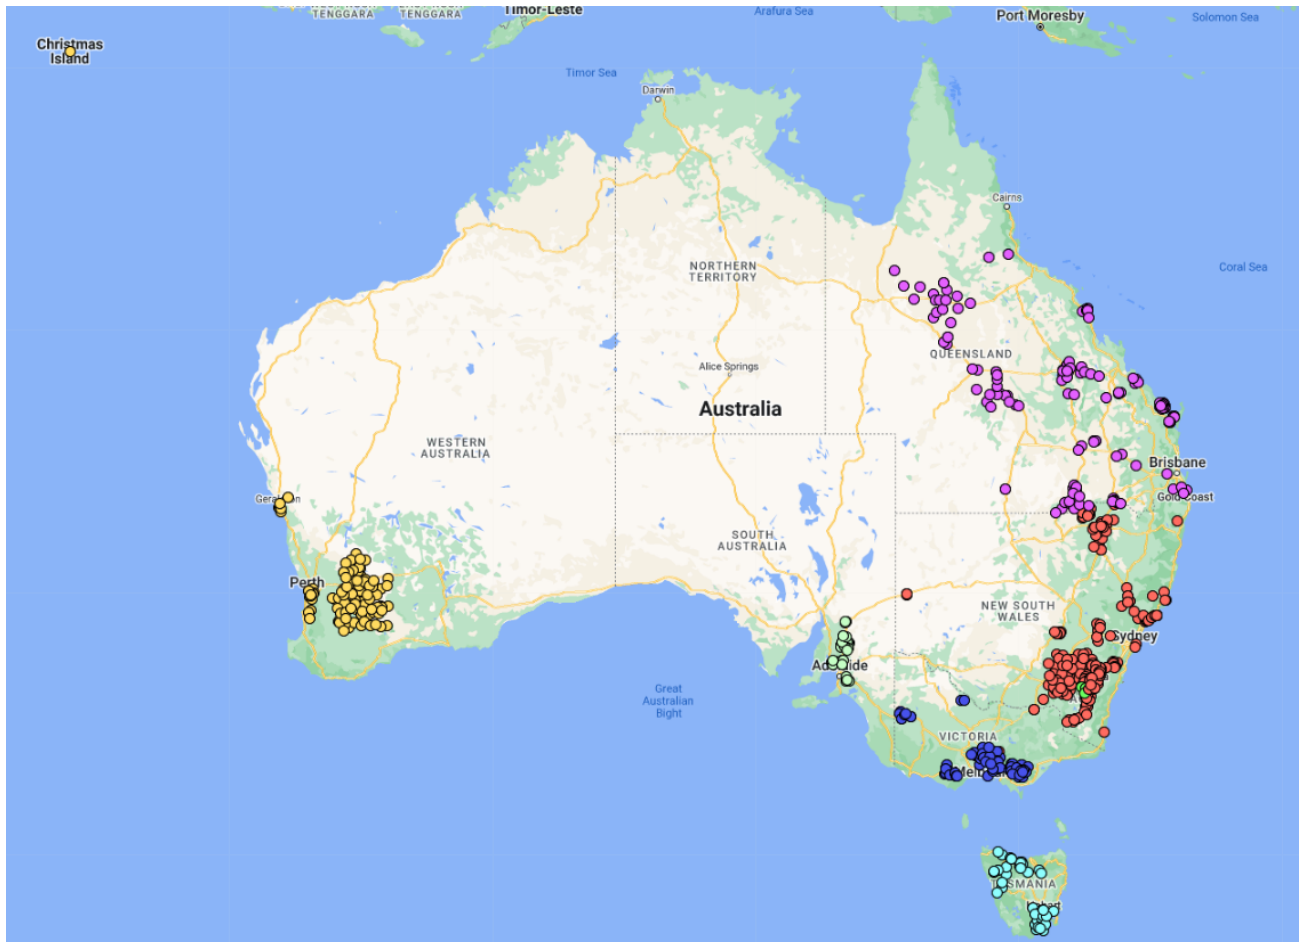 TENGGARA
TENGGARA
Timor-Leste
Arafura Sea
Port Moresby
Solomon Sea
Christmas
Island
Timor Sea
Darwin
Cairns
NORTHERN
TERRITORY
Coral Sea
QUEENSLAND
Alice Springs
Australia
WESTERN
AUSTRALIA
Brisbane
Gold Coast
SOUTH
AUSTRALIA
Perth
NEW SOUTH
WALES
Sydney
Great
Australian
Bight
VICTORIA